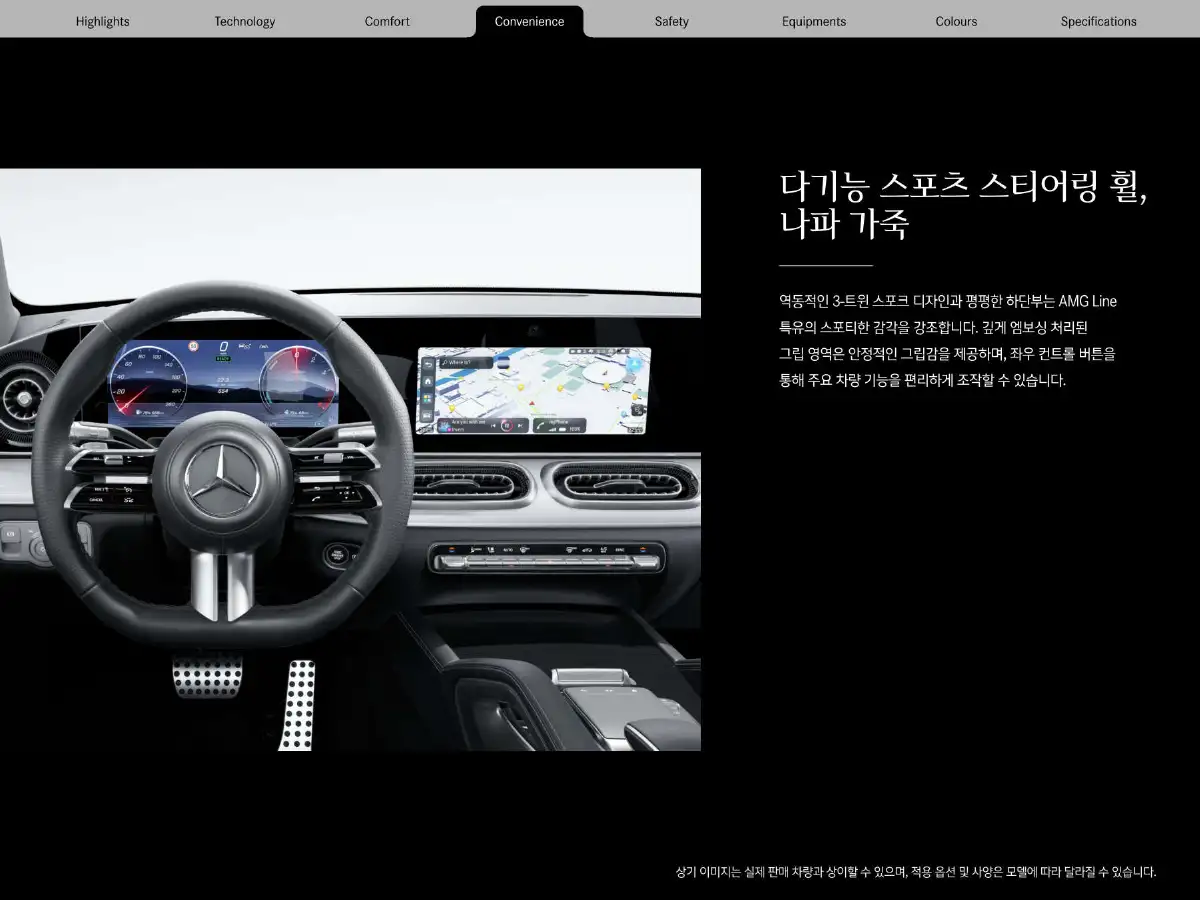 Highlights
Technology
Comfort
Convenience
Safety
Equipments
Colours
Specifications
다기능 스포츠 스티어링 휠,
나파 가죽
역동적인 3-트윈 스포크 디자인과 평평한 하단부는 AMG Line
특유의 스포티한 감각을 강조합니다. 깊게 엠보싱 처리된
그립 영역은 안정적인 그립감을 제공하며, 좌우 컨트롤 버튼을
통해 주요 차량 기능을 편리하게 조작할 수 있습니다.
Where to?
상기 이미지는 실제 판매 차량과 상이할 수 있으며, 적용 옵션 및 사양은 모델에 따라 달라질 수 있습니다.